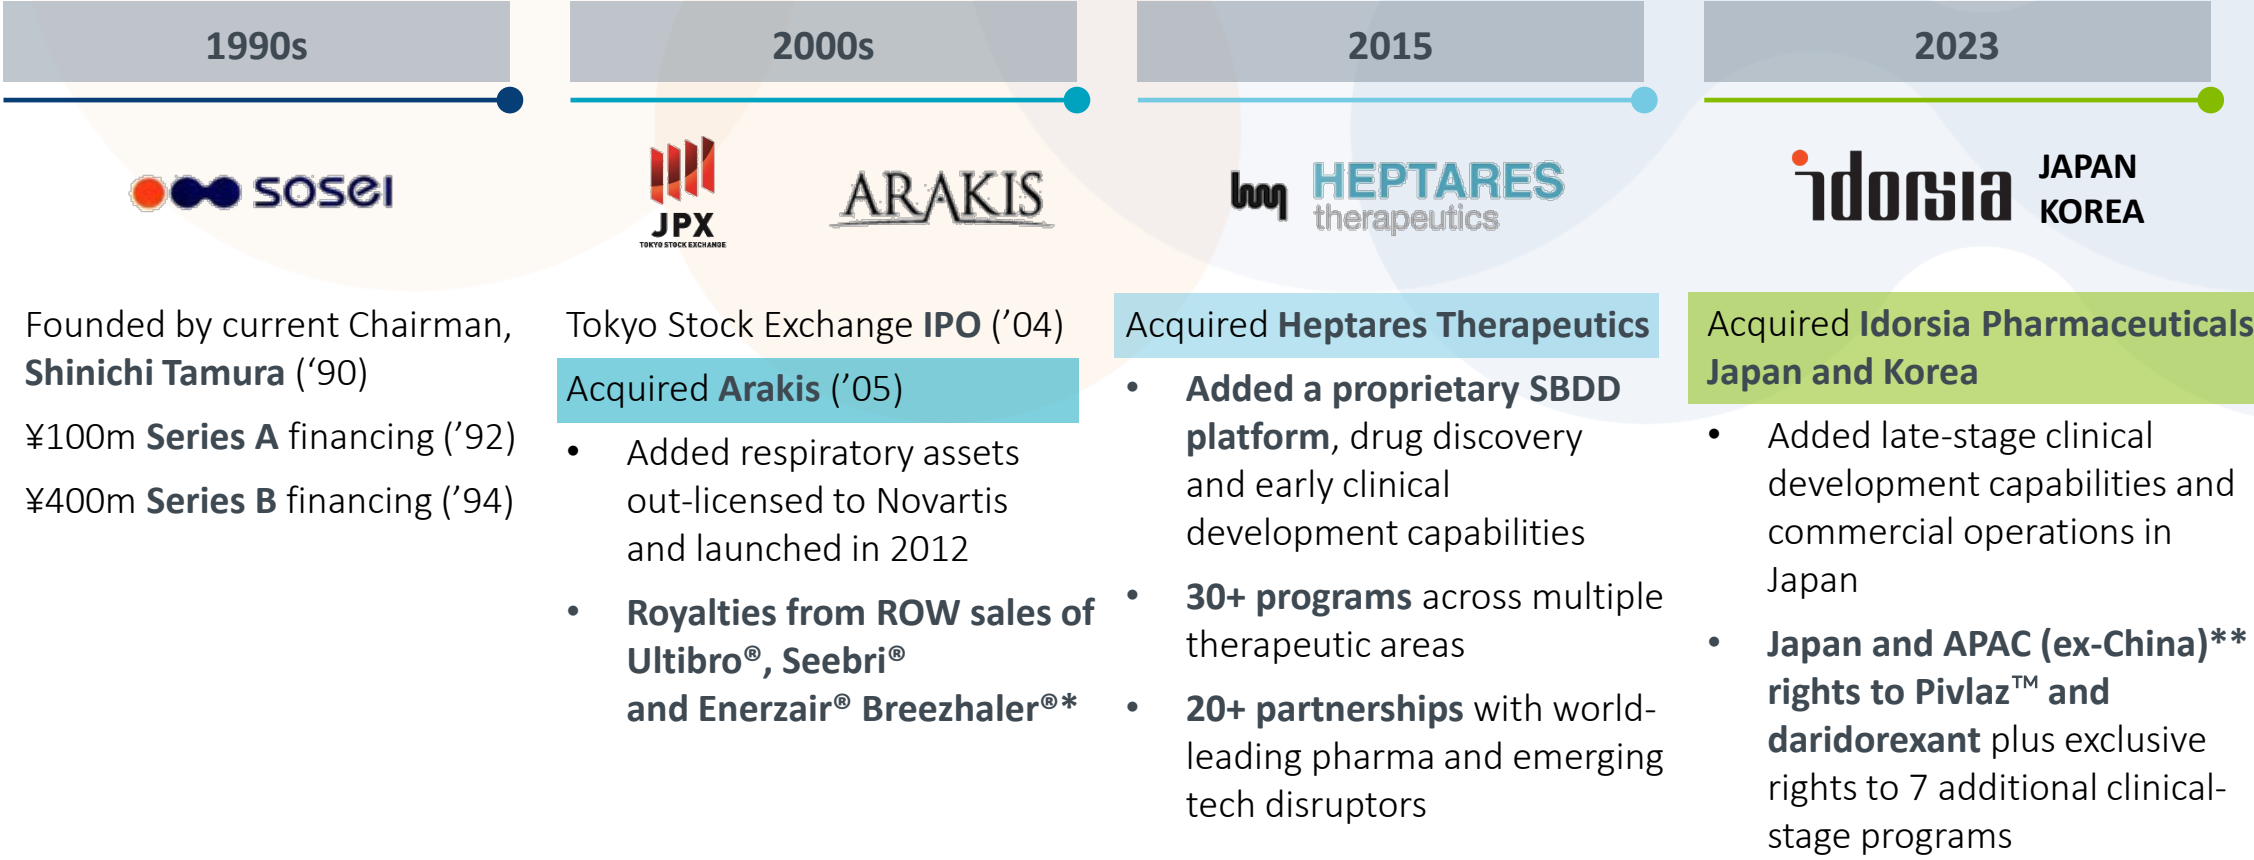 1990s
sosei
Founded by current Chairman,
Shinichi Tamura (‘90)
¥100m Series A financing (’92)
¥400m Series B financing (’94)
2000s
JPX
TOKYO STOCK EXCHANGE
ARAKIS
Tokyo Stock Exchange IPO (’04)
Acquired Arakis (’05)
• Added respiratory assets
out-licensed to Novartis
and launched in 2012
• Royalties from ROW sales of
Ultibro®, Seebri®
and Enerzair® Breezhaler®*
2015
HEPTARES
therapeutics
Acquired Heptares Therapeutics
• Added a proprietary SBDD
platform, drug discovery
and early clinical
development capabilities
• 30+ programs across multiple
therapeutic areas
• 20+ partnerships with world-
leading pharma and emerging
tech disruptors
2023
idorsia
JAPAN
KOREA
Acquired Idorsia Pharmaceuticals
Japan and Korea
• Added late-stage clinical
development capabilities and
commercial operations in
Japan
• Japan and APAC (ex-China)**
rights to Pivlaz™ and
daridorexant plus exclusive
rights to 7 additional clinical-
stage programs